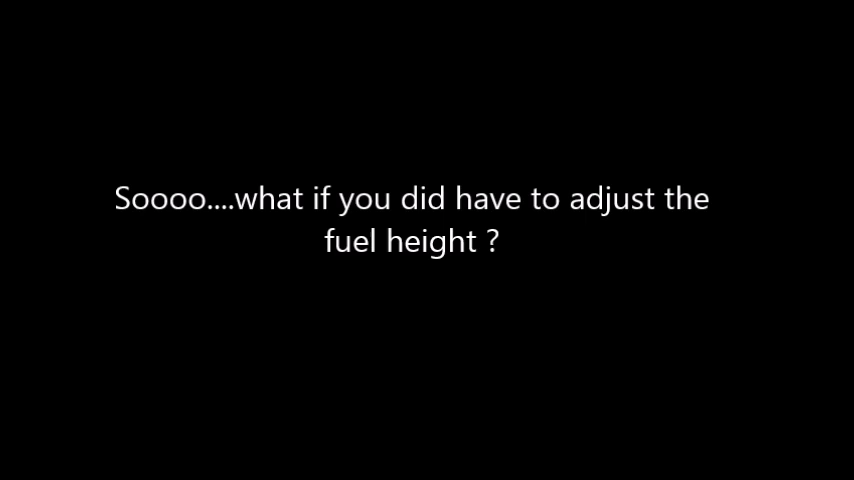 Soooo....what if you did have to adjust the
fuel height ?